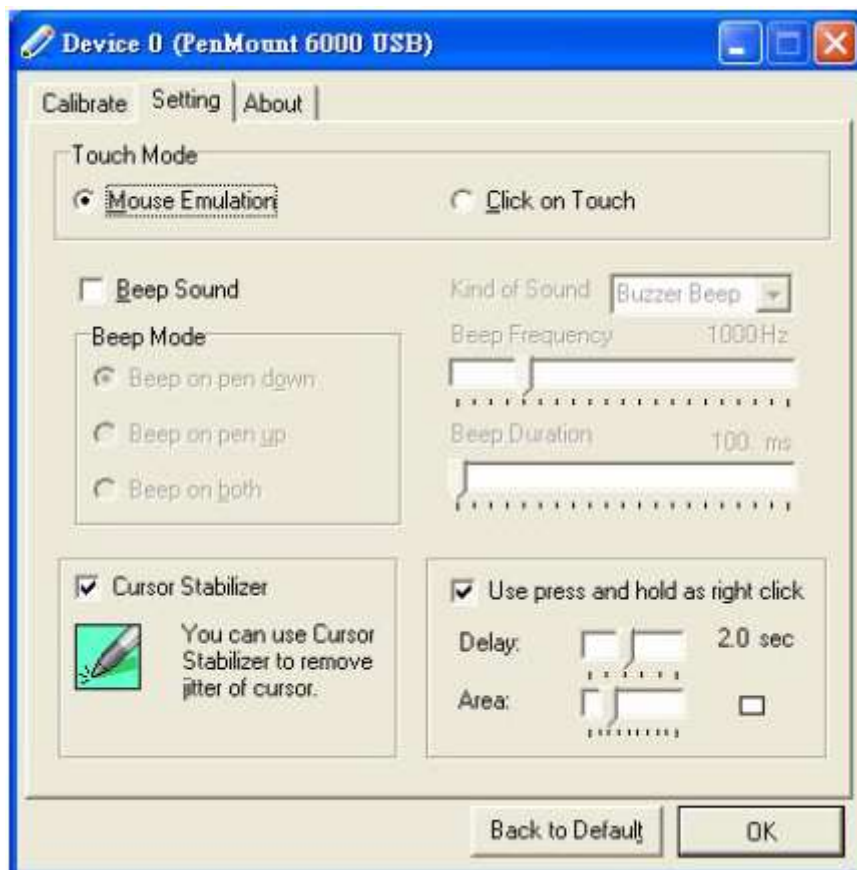 Device 0 (PenMount 6000 USB)
Calibrate
Setting
About
Touch Mode
Mouse Emulation
Click on Touch
Beep Sound
Kind of Sound
Buzzer Beep
Beep Mode
Beep on pen down
Beep on pen up
Beep on both
Beep Frequency
1000Hz
Beep Duration
100. ms
Cursor Stabilizer
You can use Cursor
Stabilizer to remove
jitter of cursor.
Use press and hold as right click
Delay:
2.0 sec
Area:
Back to Default
OK